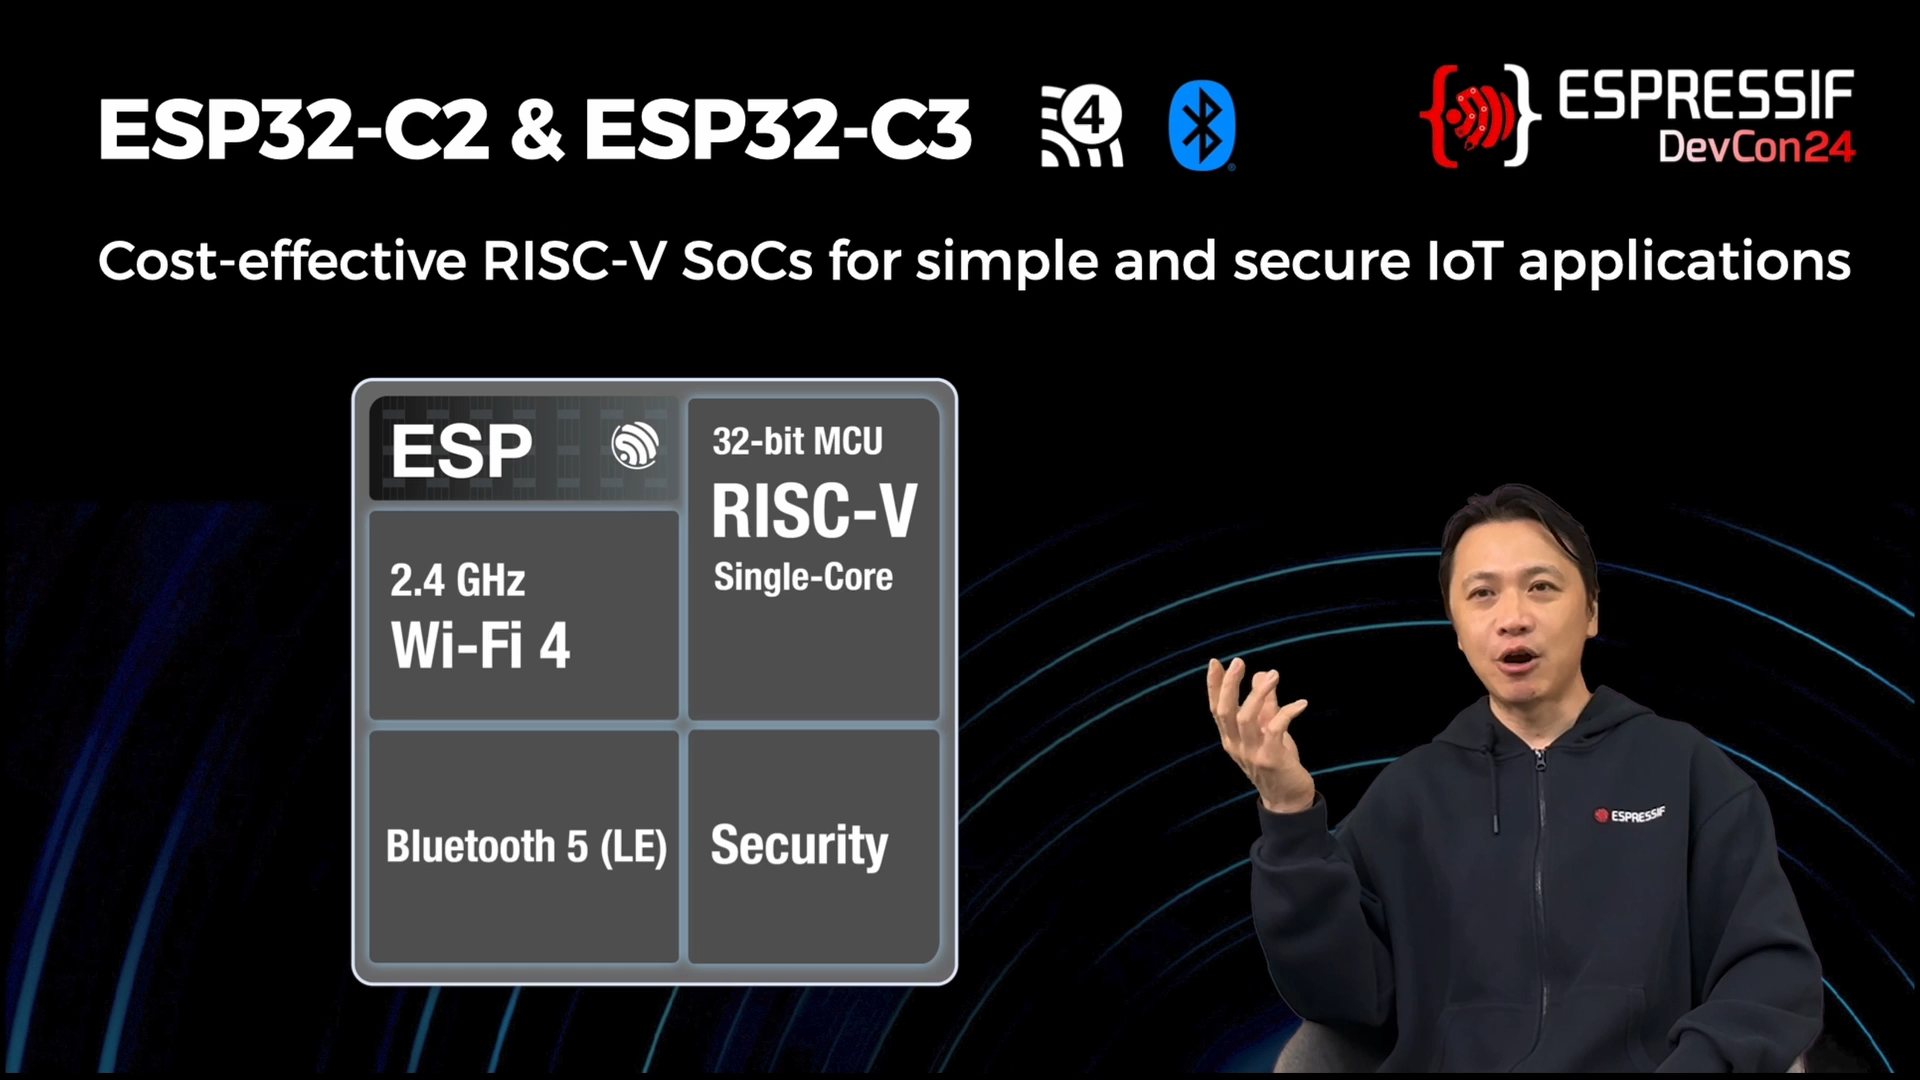 ESP32-C2 & ESP32-C3
4
ESPRESSIF
DevCon24
Cost-effective RISC-V SoCs for simple and secure IoT applications
ESP
32-bit MCU
RISC-V
Single-Core
2.4 GHz
Wi-Fi 4
Bluetooth 5 (LE)
Security
ESPRESSIF